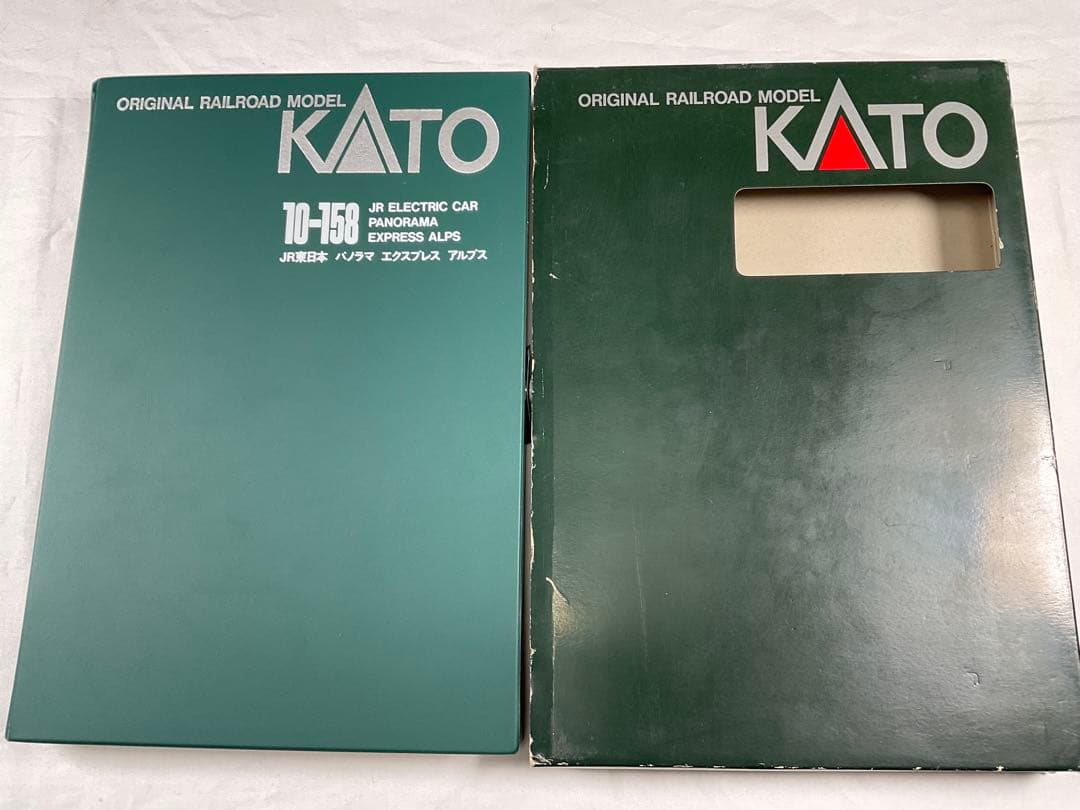 ORIGINAL RAILROAD MODEL
KATO
10-158
JR ELECTRIC CAR
PANORAMA
EXPRESS ALPS
JR東日本 パノラマ エクスプレス アルプス
ORIGINAL RAILROAD MODEL
KATO